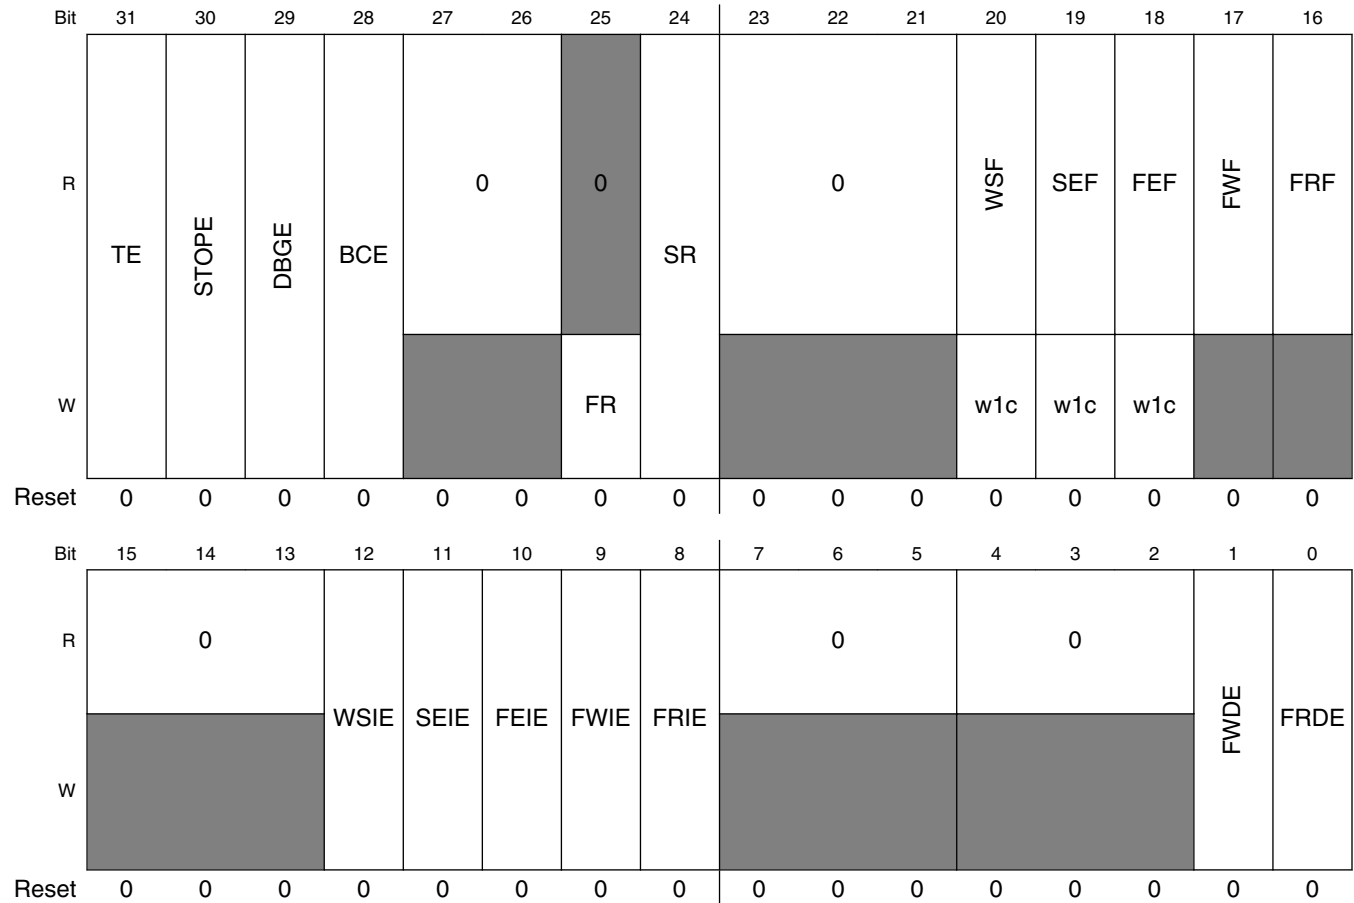 Bit 31 30 29 28 27 26 25 24 23 22 21 20 19 18 17 16
R TE STOPE DBGE BCE 0 0 SR 0 WSF SEF FEF FWF FRF
W FR w1c w1c w1c
Reset 0 0 0 0 0 0 0 0 0 0 0 0 0 0 0 0
Bit 15 14 13 12 11 10 9 8 7 6 5 4 3 2 1 0
R 0 WSIE SEIE FEIE FWIE FRIE 0 0 FWDE FRDE
W
Reset 0 0 0 0 0 0 0 0 0 0 0 0 0 0 0 0